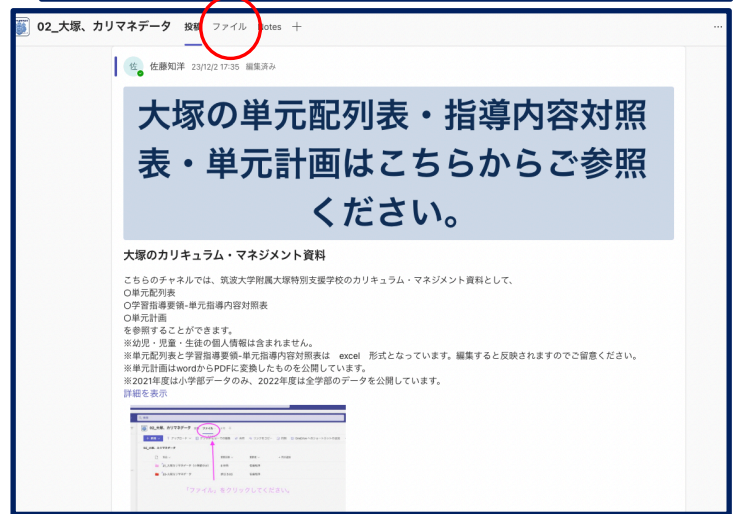 02_大塚、カリマネデータ 投稿 ファイル Notes +
佐 佐藤知洋 23/12/2 17:35 編集済み
大塚の単元配列表・指導内容対照
表・単元計画はこちらからご参照
ください。
大塚のカリキュラム・マネジメント資料
こちらのチャネルでは、筑波大学附属大塚特別支援学校のカリキュラム・マネジメント資料として、
○単元配列表
○学習指導要領-単元指導内容対照表
○単元計画
を参照することができます。
※幼児・児童・生徒の個人情報は含まれません。
※単元配列表と学習指導要領-単元指導内容対照表は excel 形式となっています。編集すると反映されますのでご留意ください。
※単元計画はwordからPDFに変換したものを公開しています。
※2021年度は小学部データのみ、2022年度は全学部のデータを公開しています。
詳細を表示
02_大塚、カリマネデータ
「ファイル」をクリックしてください。